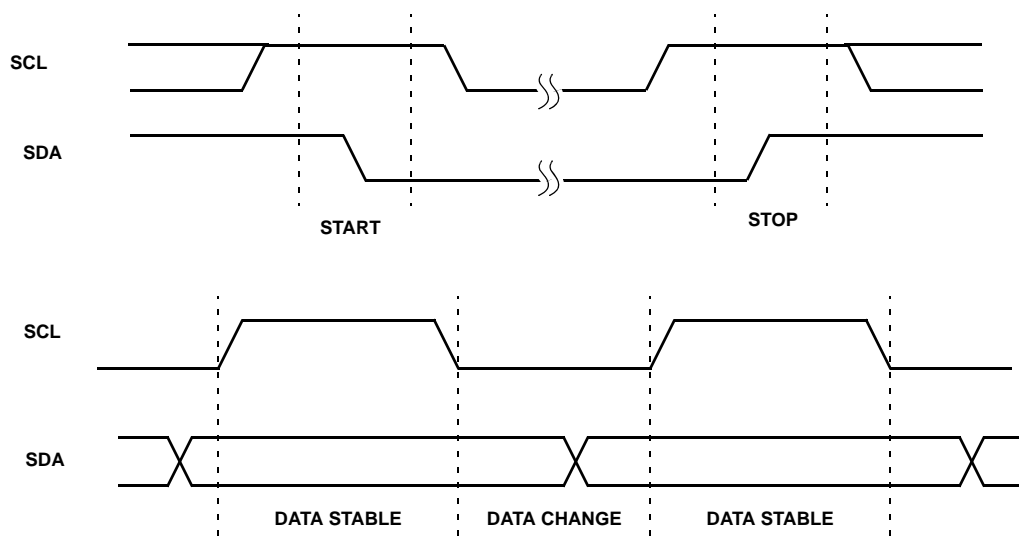 SCL
SDA
START STOP
SCL
SDA
DATA STABLE DATA CHANGE DATA STABLE